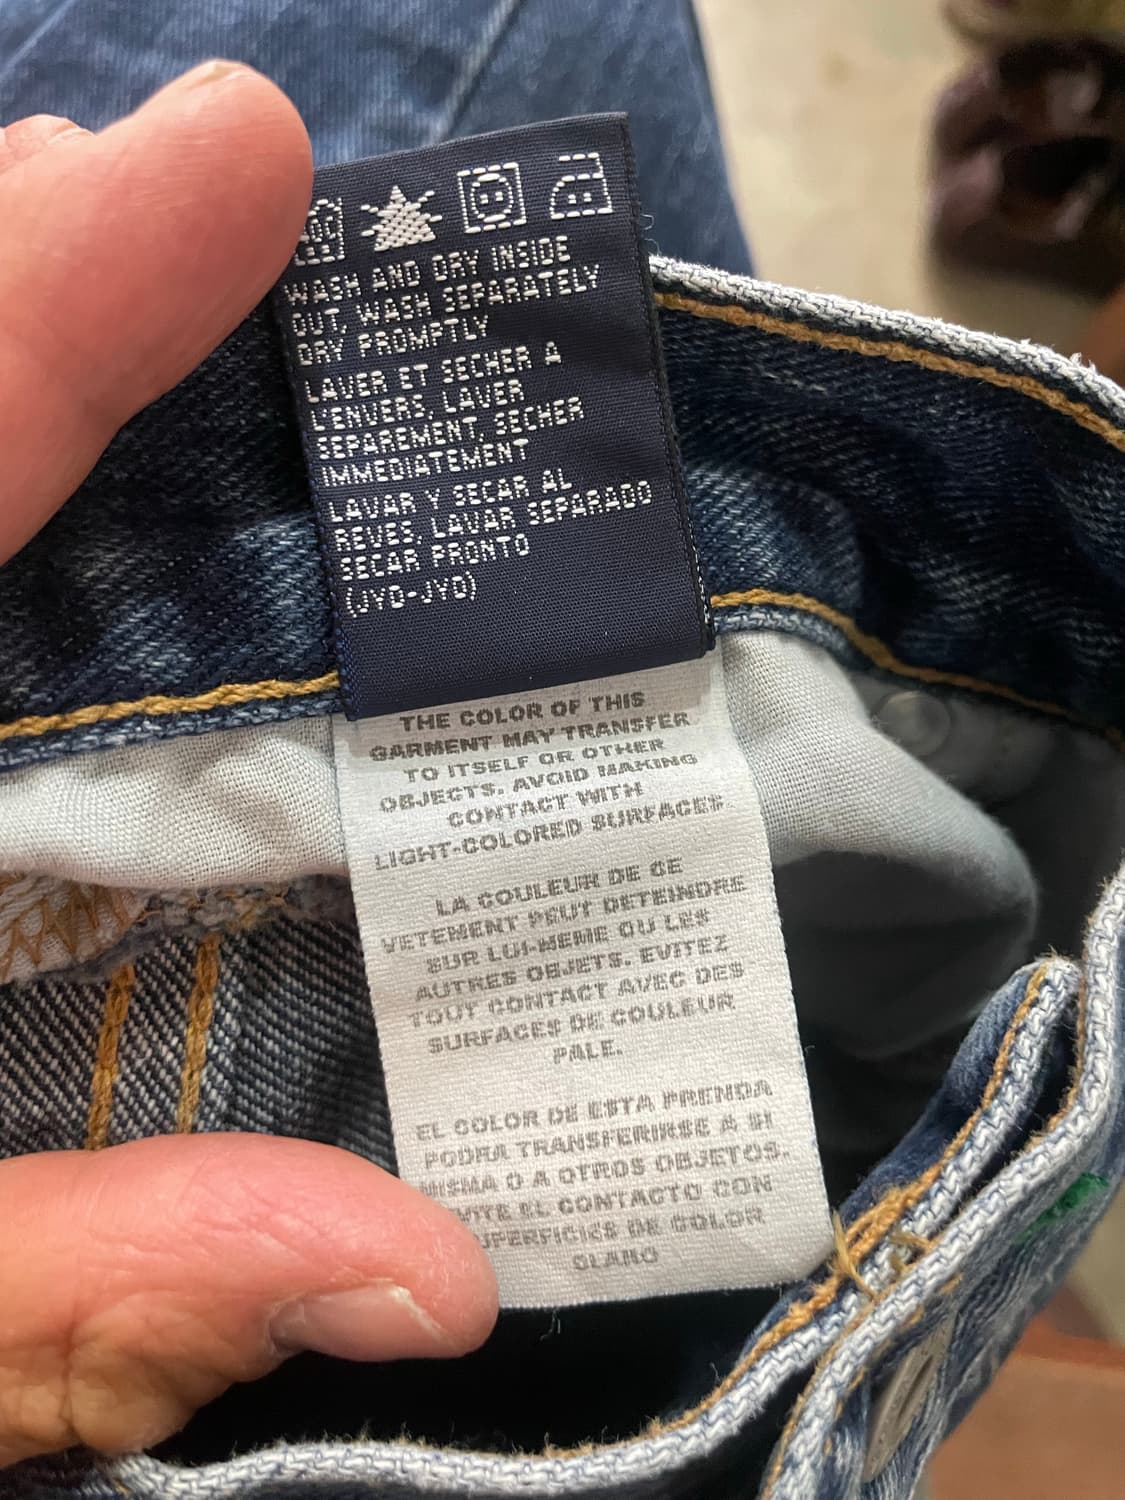 WASH AND DRY INSIDE
OUT, WASH SEPARATELY
DRY PROMPTLY
LAVER ET SECHER A
L'ENVERS, LAVER
SEPAREMENT, SECHER
IMMEDIATEMENT
LAVAR Y SECAR AL
REVES, LAVAR SEPARADO
SECAR PRONTO
(JYD-JYD)
THE COLOR OF THIS
GARMENT MAY TRANSFER
TO ITSELF OR OTHER
OBJECTS. AVOID MAKING
CONTACT WITH
LIGHT-COLORED SURFACES.
LA COULEUR DE CE
VETEMENT PEUT DETEINDRE
SUR LUI-MEME OU LES
AUTRES OBJETS. EVITEZ
TOUT CONTACT AVEC DES
SURFACES DE COULEUR
PALE.
EL COLOR DE ESTA PRENDA
PODRA TRANSFERIRSE A SI
MISMA O A OTROS OBJETOS.
VITE EL CONTACTO CON
UPERFICIES DE COLOR
CLARO